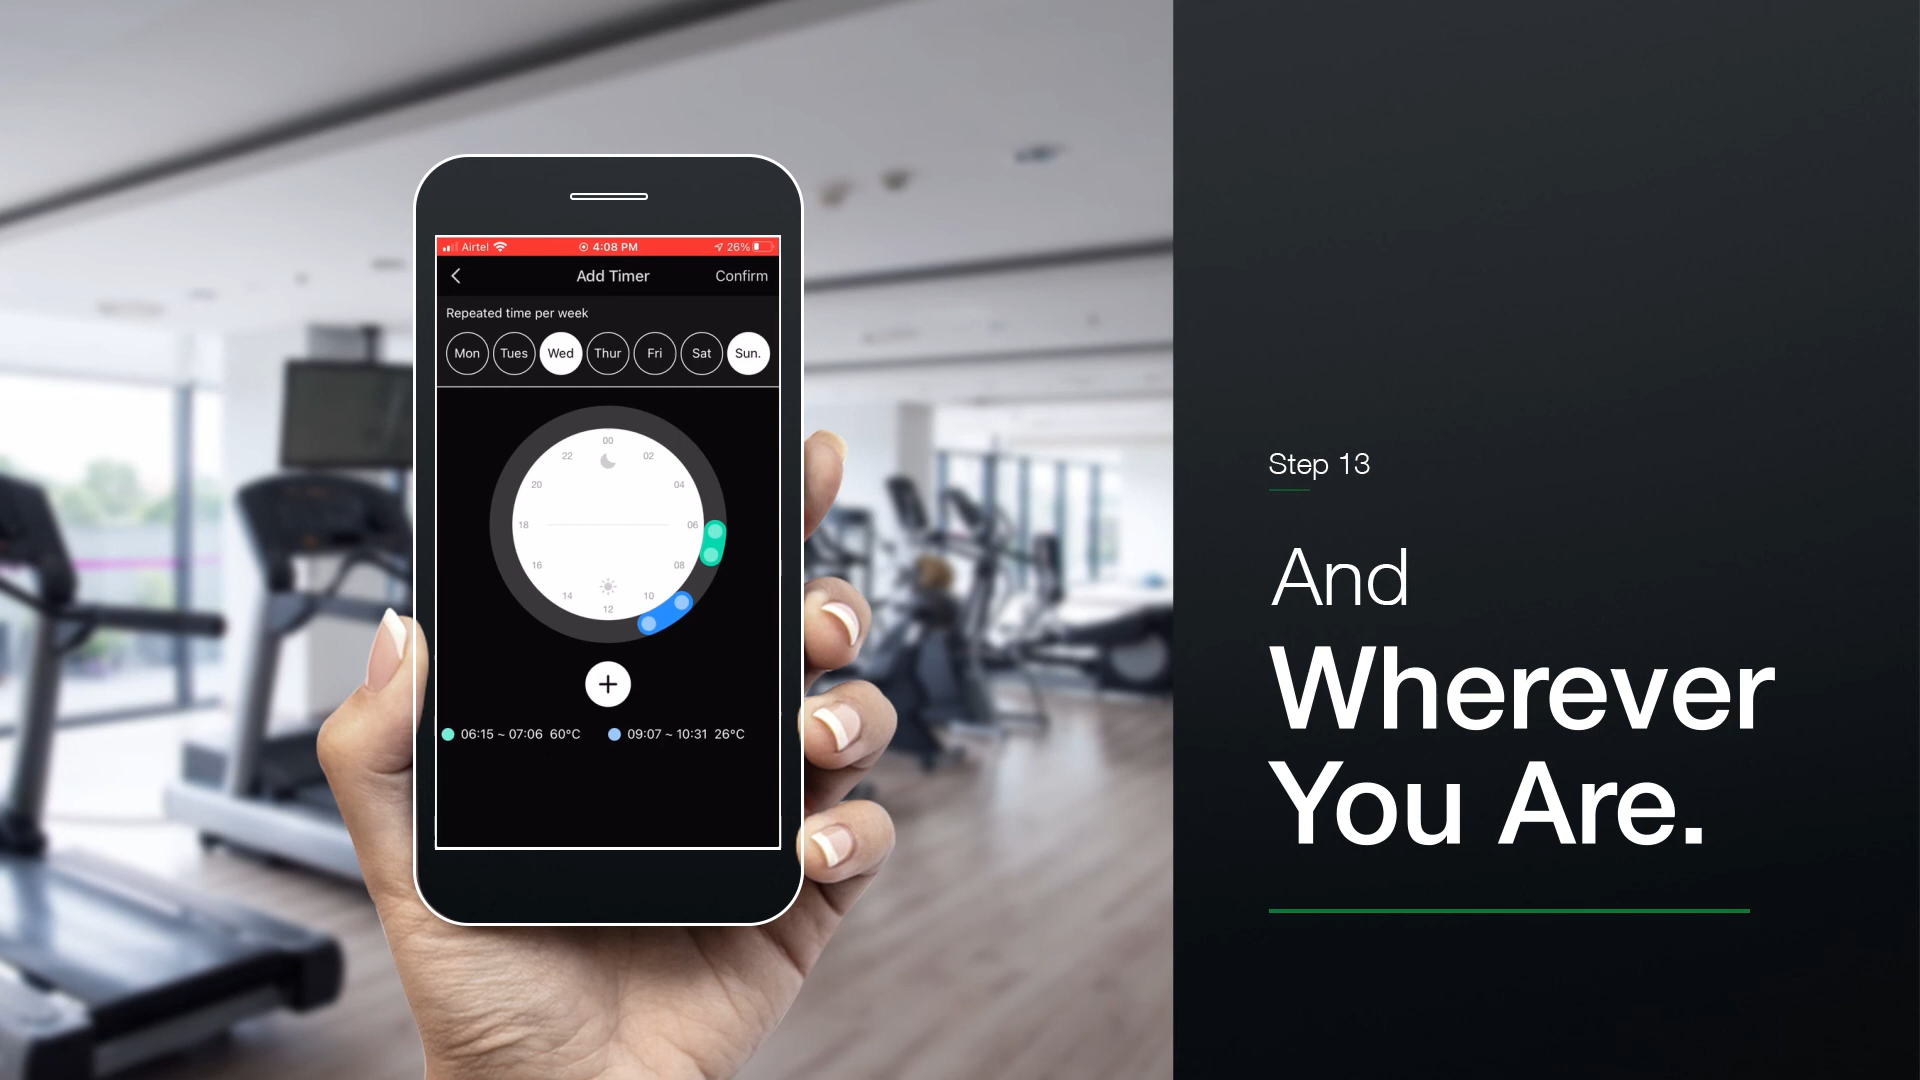 Airtel 4:08 PM 26%
Add Timer Confirm
Repeated time per week
Mon Tues Wed Thur Fri Sat Sun.
00
22 02
20 04
18 06
16 08
14 10
12
+
06:15 ~ 07:06 60°C 09:07 ~ 10:31 26°C
Step 13
And
Wherever
You Are.